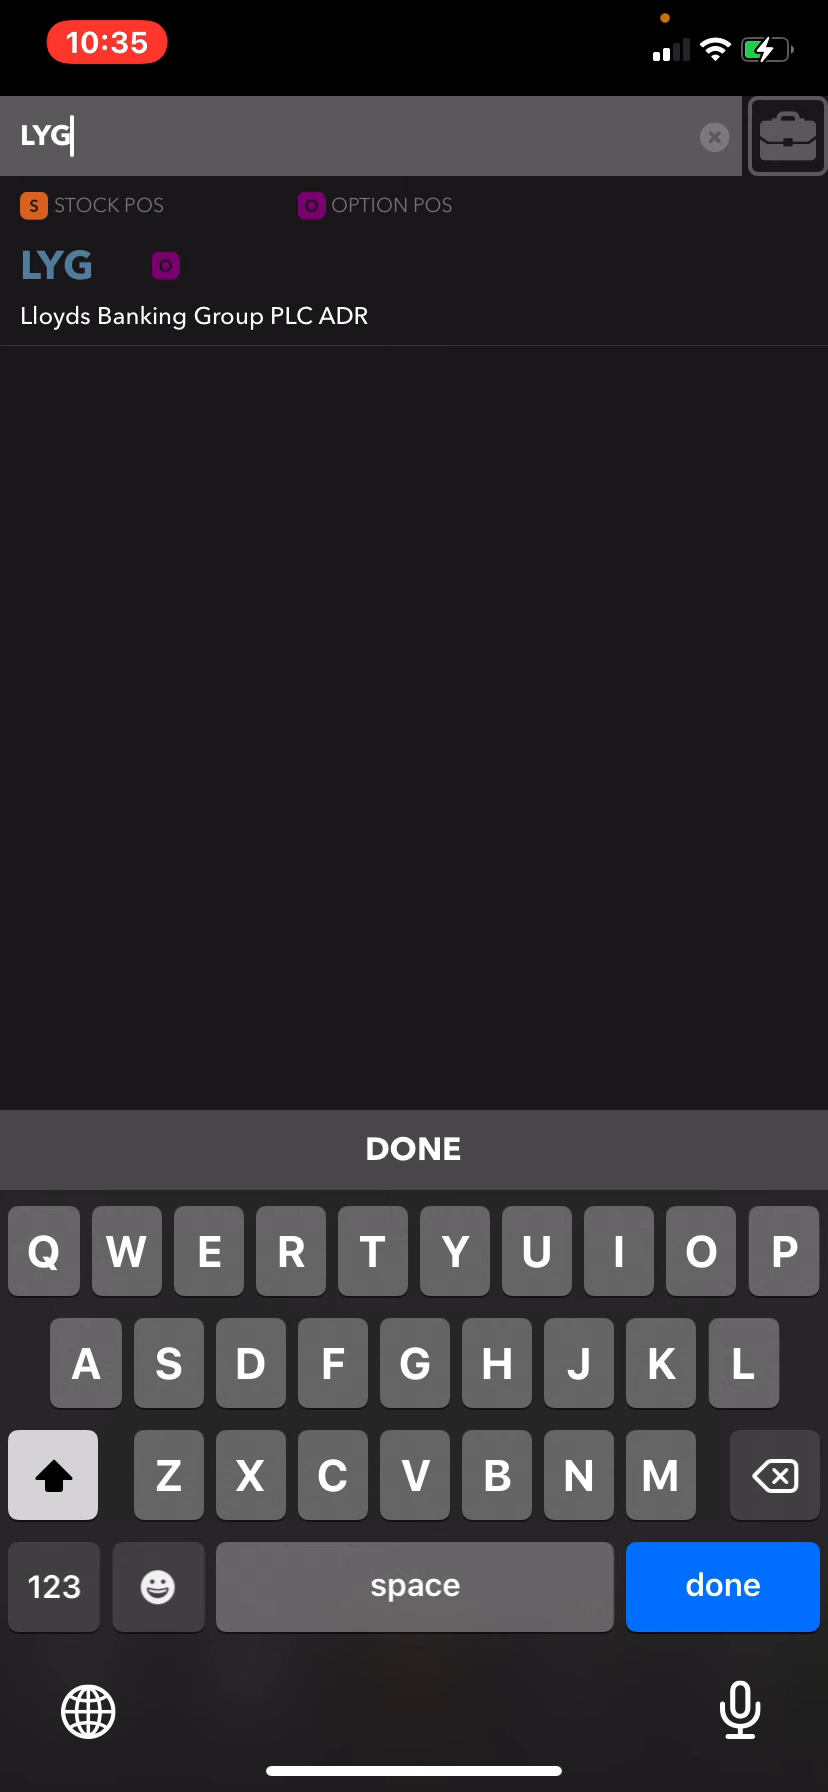 10:35
LYG
S STOCK POS O OPTION POS
LYG O
Lloyds Banking Group PLC ADR
DONE
Q W E R T Y U I O P
A S D F G H J K L
Z X C V B N M
123 space done